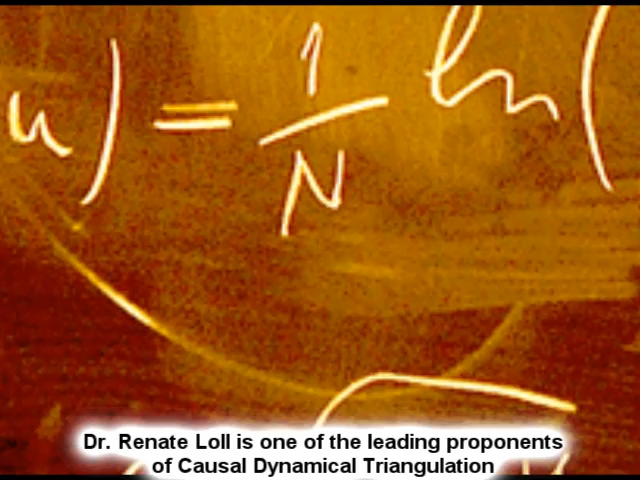 u) = 1/N ln(
Dr. Renate Loll is one of the leading proponents
of Causal Dynamical Triangulation